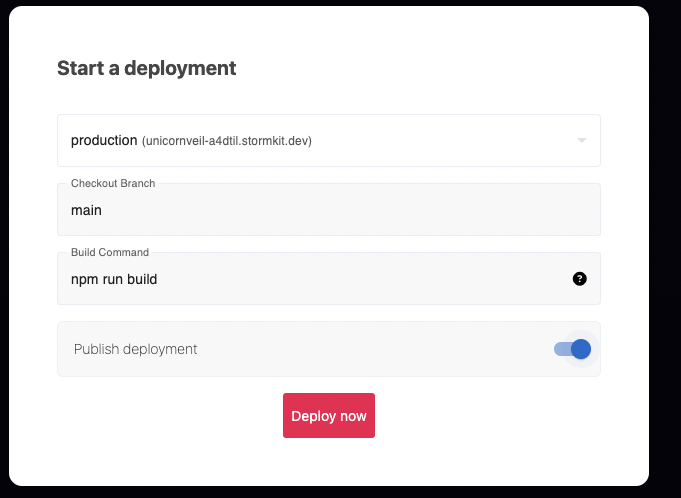 Start a deployment
production (unicornveil-a4dtil.stormkit.dev)
Checkout Branch
main
Build Command
npm run build
?
Publish deployment
Deploy now